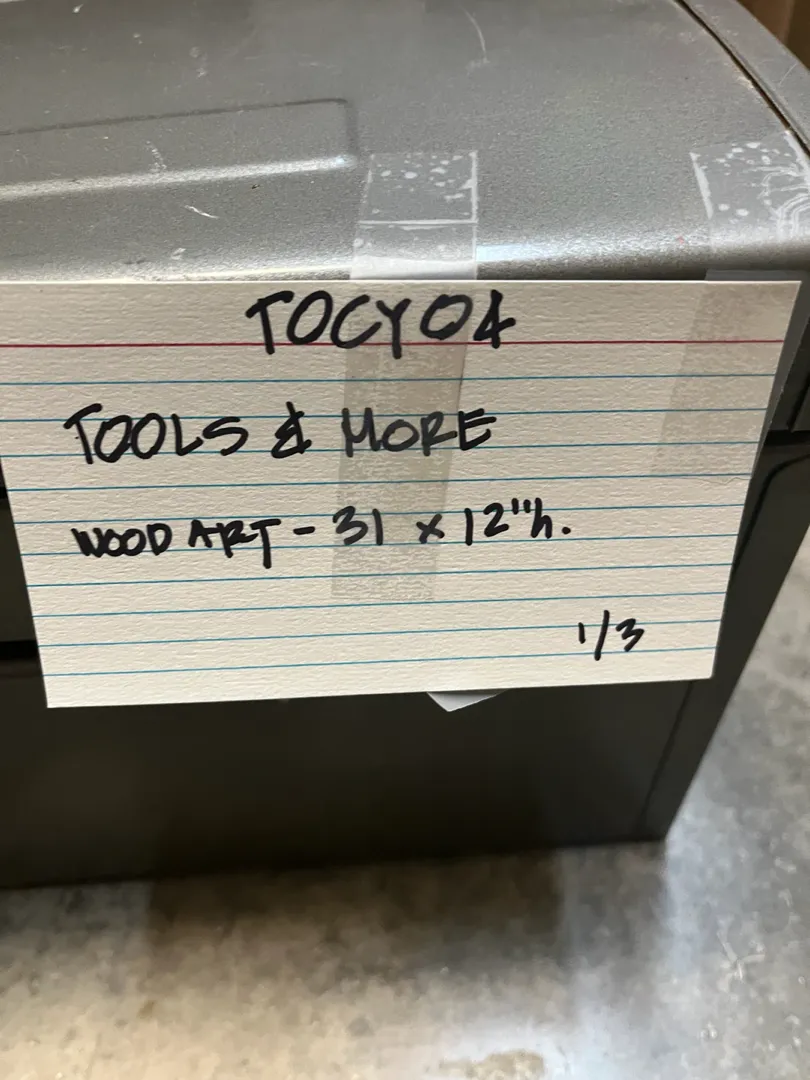 TOCY04
TOOLS & MORE
WOOD ART - 31 x 12"h.
1/3